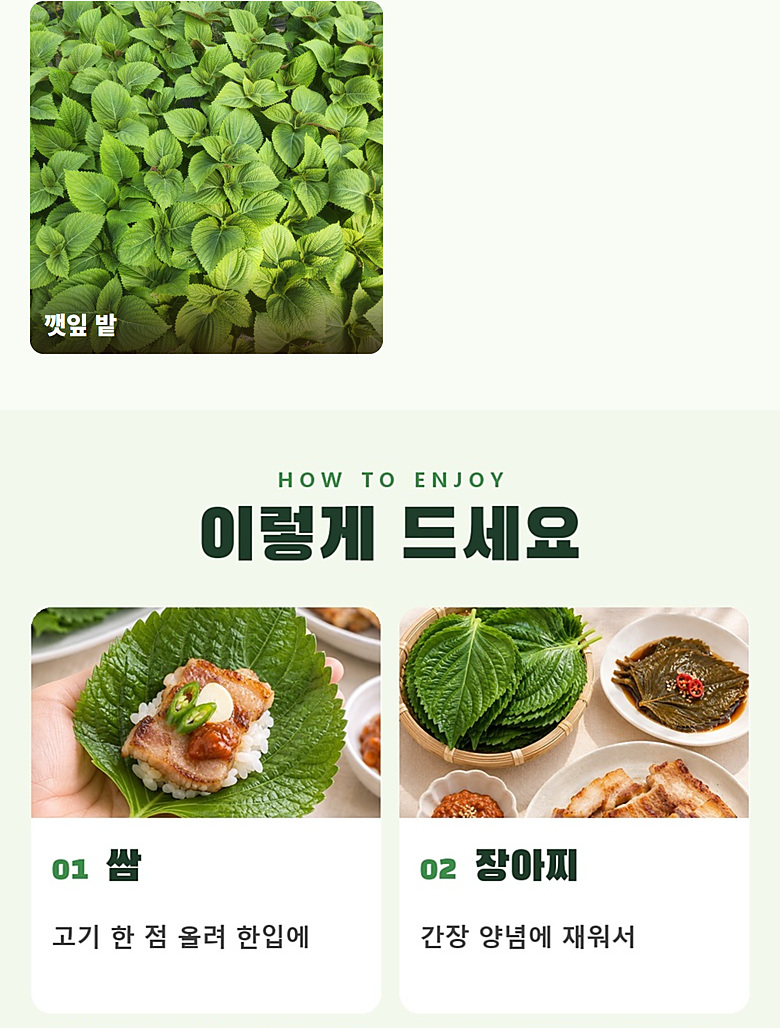 깻잎 밭
HOW TO ENJOY
이렇게 드세요
01 쌈
고기 한 점 올려 한입에
02 장아찌
간장 양념에 재워서